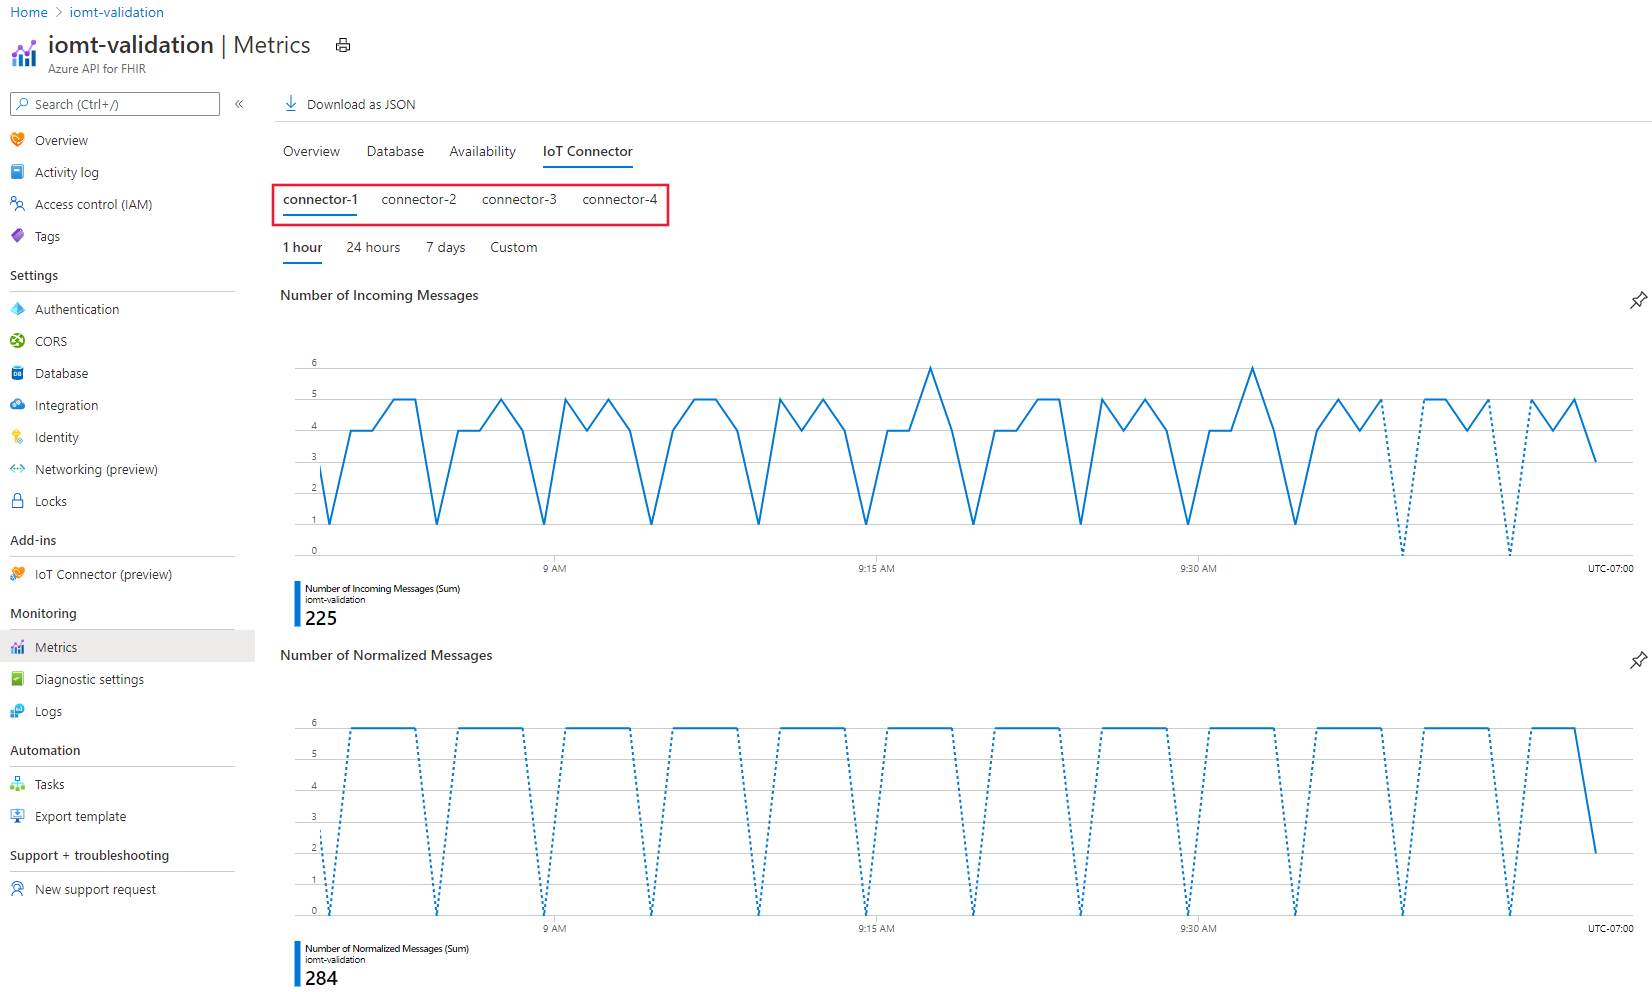 Home > iomt-validation
iomt-validation | Metrics
Azure API for FHIR
Search (Ctrl+/)
«
Overview
Activity log
Access control (IAM)
Tags
Settings
Authentication
CORS
Database
Integration
Identity
Networking (preview)
Locks
Add-ins
IoT Connector (preview)
Monitoring
Metrics
Diagnostic settings
Logs
Automation
Tasks
Export template
Support + troubleshooting
New support request
Download as JSON
Overview Database Availability IoT Connector
connector-1 connector-2 connector-3 connector-4
1 hour 24 hours 7 days Custom
Number of Incoming Messages
6
5
4
3
2
1
0
9 AM 9:15 AM 9:30 AM UTC-07:00
Number of Incoming Messages (Sum)
iomt-validation
225
Number of Normalized Messages
6
5
4
3
2
1
0
9 AM 9:15 AM 9:30 AM UTC-07:00
Number of Normalized Messages (Sum)
iomt-validation
284